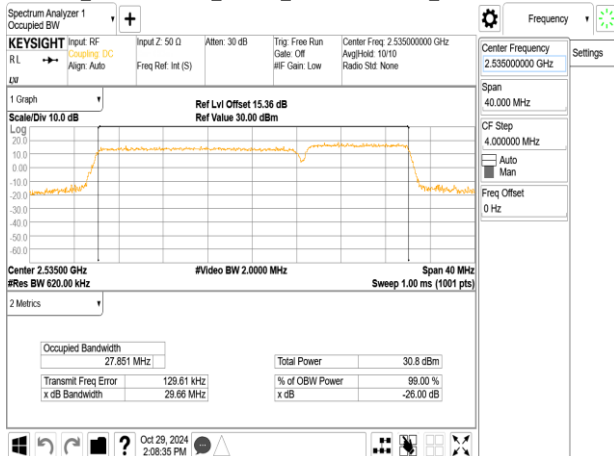 Spectrum Analyzer 1
Occupied BW
Frequency
KEYSIGHT
RL
LXI
Input: RF
Coupling: DC
Align: Auto
Input Z: 50 Ω
Freq Ref: Int (S)
Atten: 30 dB
Trig: Free Run
Gate: Off
#IF Gain: Low
Center Freq: 2.535000000 GHz
Avg|Hold: 10/10
Radio Std: None
Center Frequency
2.535000000 GHz
Settings
Span
40.000 MHz
CF Step
4.000000 MHz
Auto
Man
Freq Offset
0 Hz
1 Graph
Ref Lvl Offset 15.36 dB
Scale/Div 10.0 dB
Ref Value 30.00 dBm
Log
20.0
10.0
0.00
-10.0
-20.0
-30.0
-40.0
-50.0
-60.0
Center 2.53500 GHz
#Video BW 2.0000 MHz
Span 40 MHz
#Res BW 620.00 kHz
Sweep 1.00 ms (1001 pts)
2 Metrics
Occupied Bandwidth
27.851 MHz
Total Power 30.8 dBm
Transmit Freq Error 129.61 kHz
% of OBW Power 99.00 %
x dB Bandwidth 29.66 MHz
x dB -26.00 dB
Oct 29, 2024
2:08:35 PM